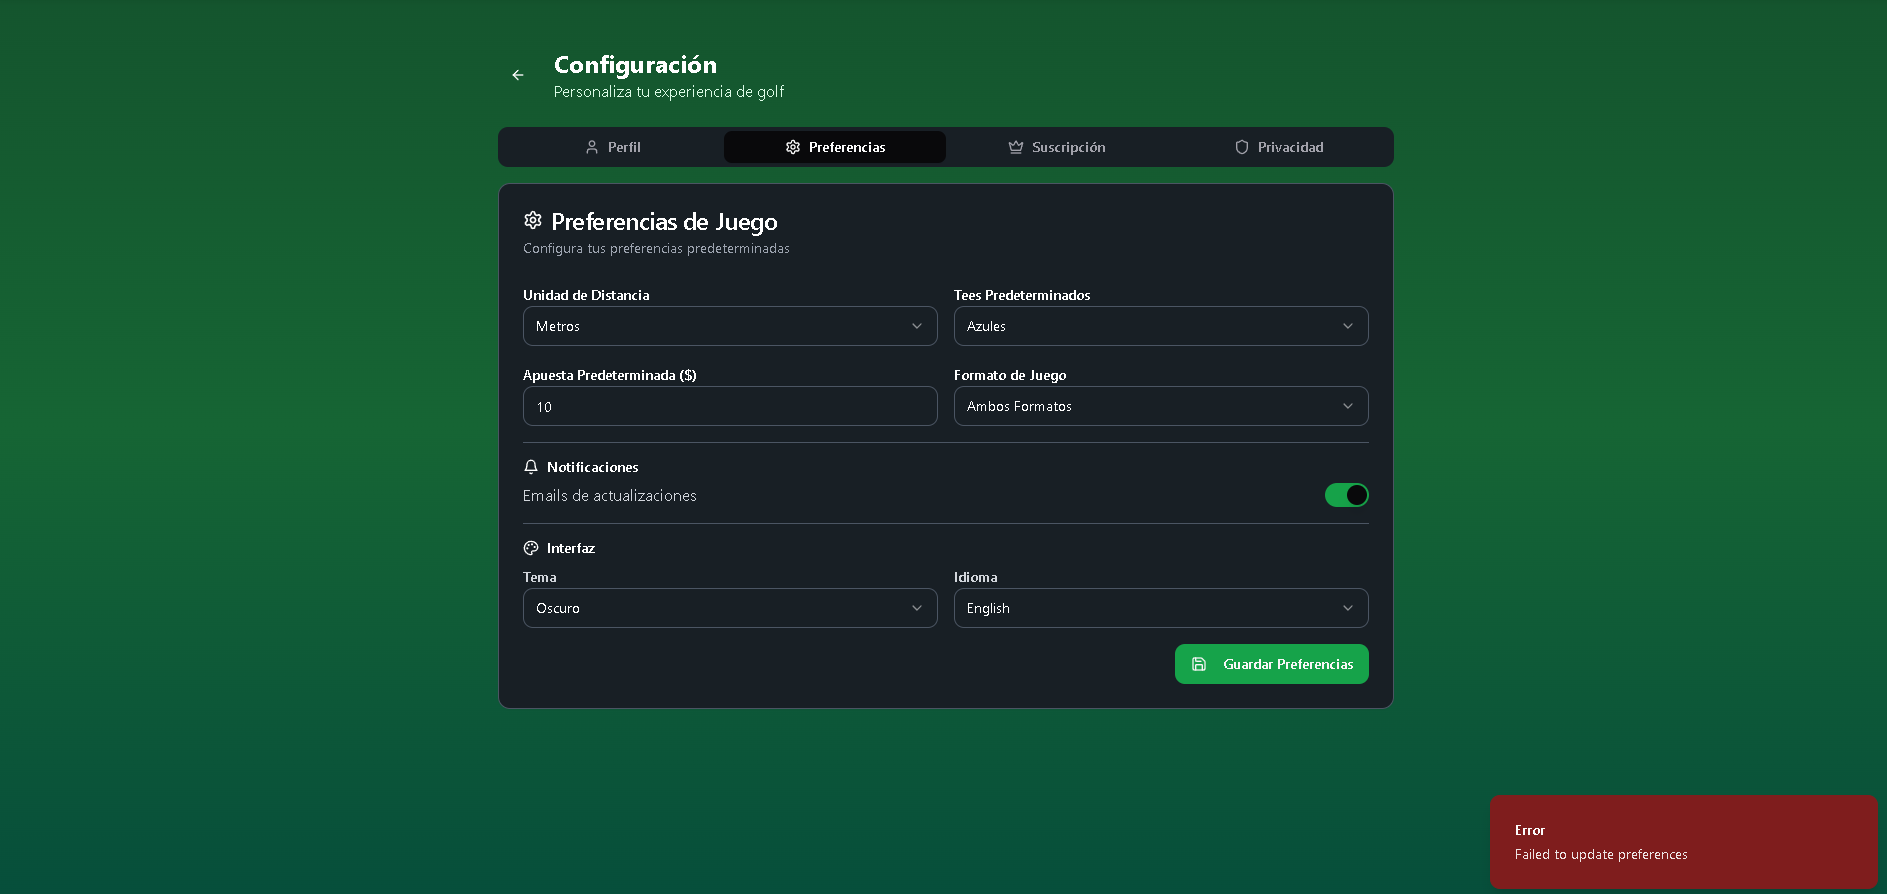 Configuración
Personaliza tu experiencia de golf
Perfil
Preferencias
Suscripción
Privacidad
Preferencias de Juego
Configura tus preferencias predeterminadas
Unidad de Distancia
Tees Predeterminados
Metros
Azules
Apuesta Predeterminada ($)
Formato de Juego
10
Ambos Formatos
Notificaciones
Emails de actualizaciones
Interfaz
Tema
Idioma
Oscuro
English
Guardar Preferencias
Error
Failed to update preferences